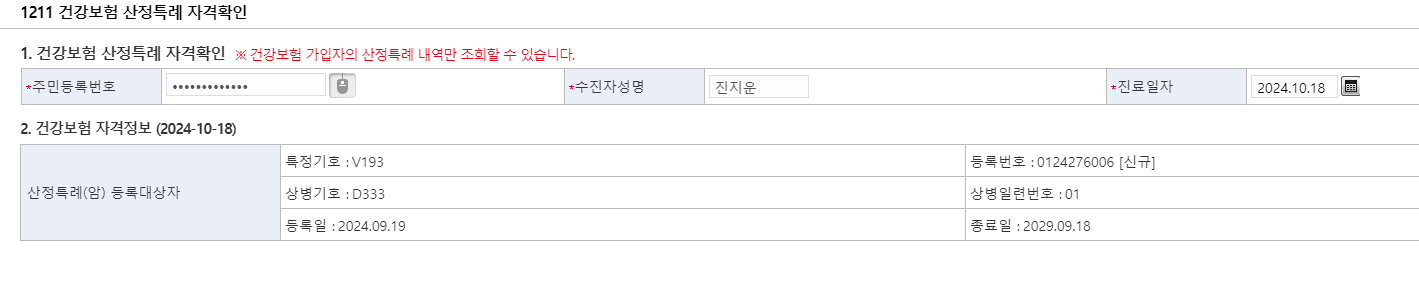 1211 건강보험 산정특례 자격확인
1. 건강보험 산정특례 자격확인 ※ 건강보험 가입자의 산정특례 내역만 조회할 수 있습니다.
*주민등록번호 ••••••••••••• *수진자성명 진지운 *진료일자 2024.10.18
2. 건강보험 자격정보 (2024-10-18)
산정특례(암) 등록대상자
특정기호 : V193 등록번호 : 0124276006 [신규]
상병기호 : D333 상병일련번호 : 01
등록일 : 2024.09.19 종료일 : 2029.09.18